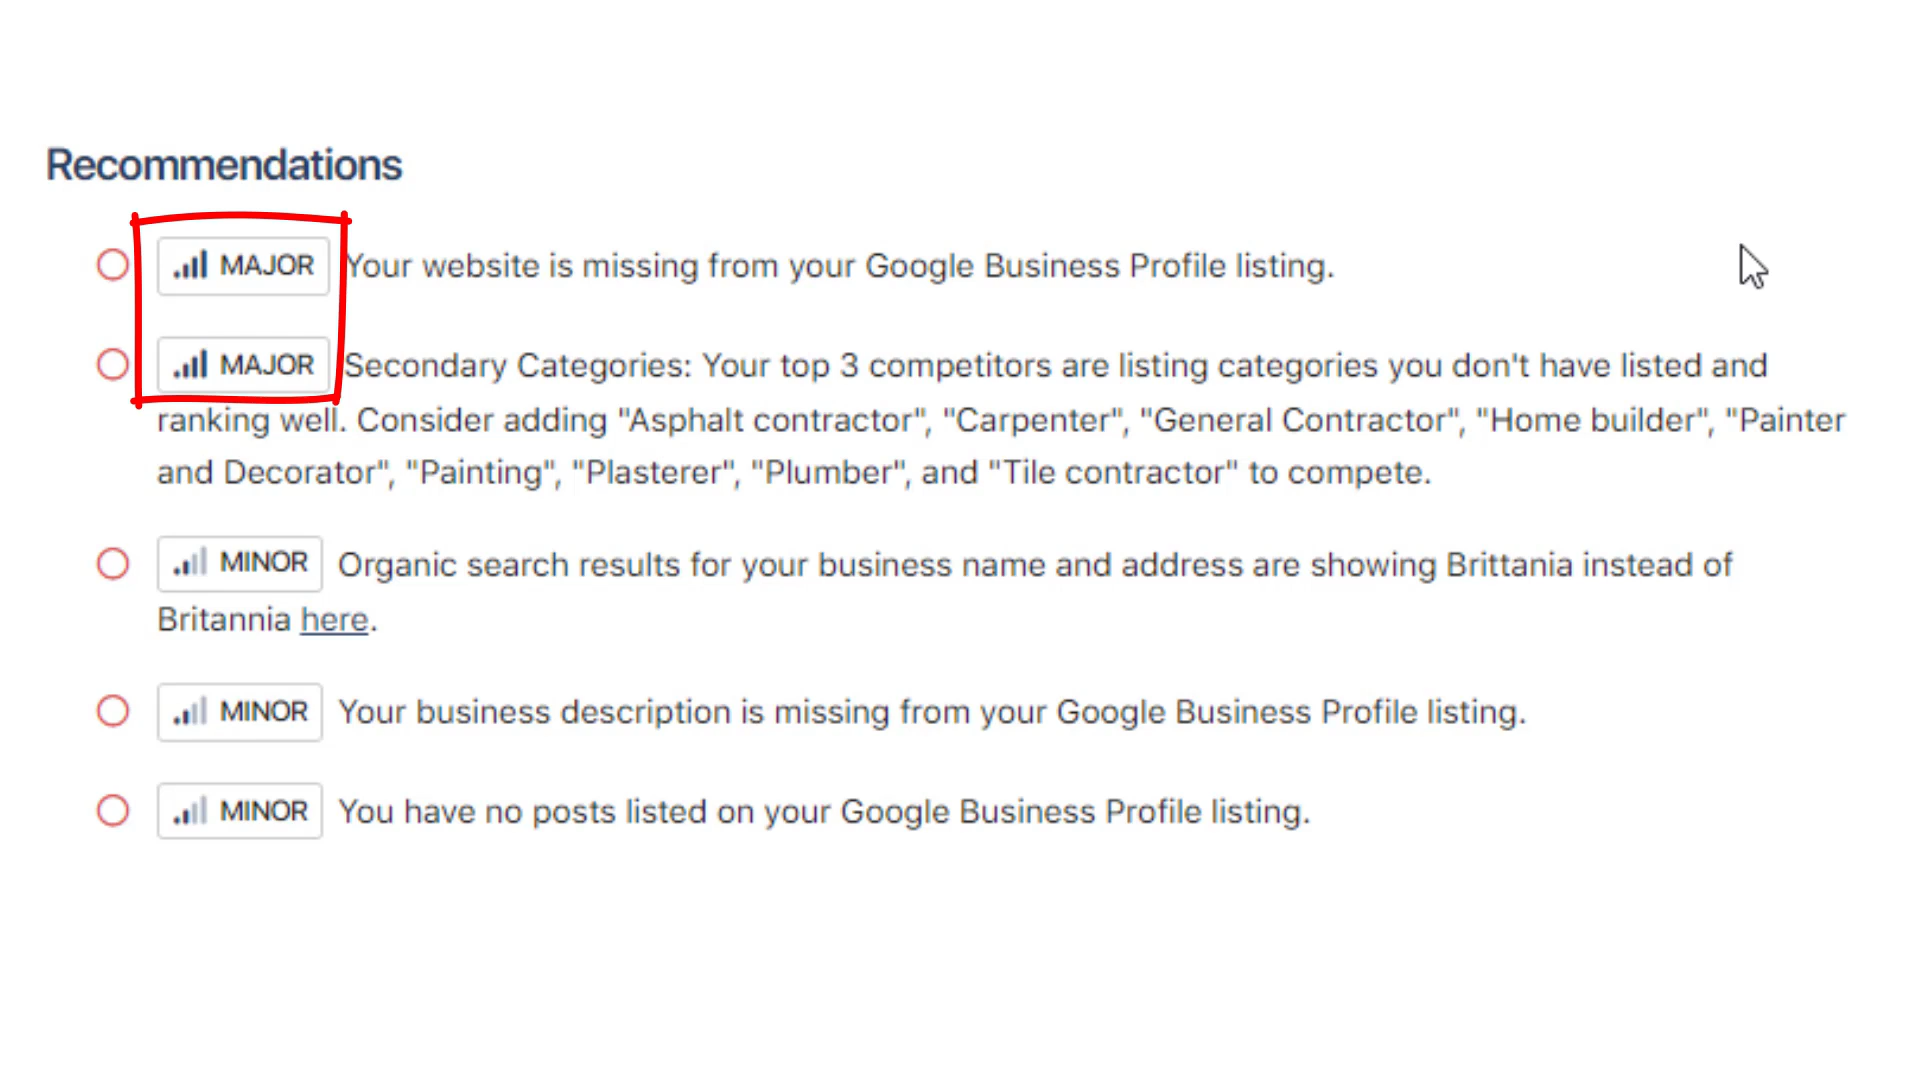 Recommendations
MAJOR Your website is missing from your Google Business Profile listing.
MAJOR Secondary Categories: Your top 3 competitors are listing categories you don't have listed and
ranking well. Consider adding "Asphalt contractor", "Carpenter", "General Contractor", "Home builder", "Painter
and Decorator", "Painting", "Plasterer", "Plumber", and "Tile contractor" to compete.
MINOR Organic search results for your business name and address are showing Brittania instead of
Britannia here.
MINOR Your business description is missing from your Google Business Profile listing.
MINOR You have no posts listed on your Google Business Profile listing.